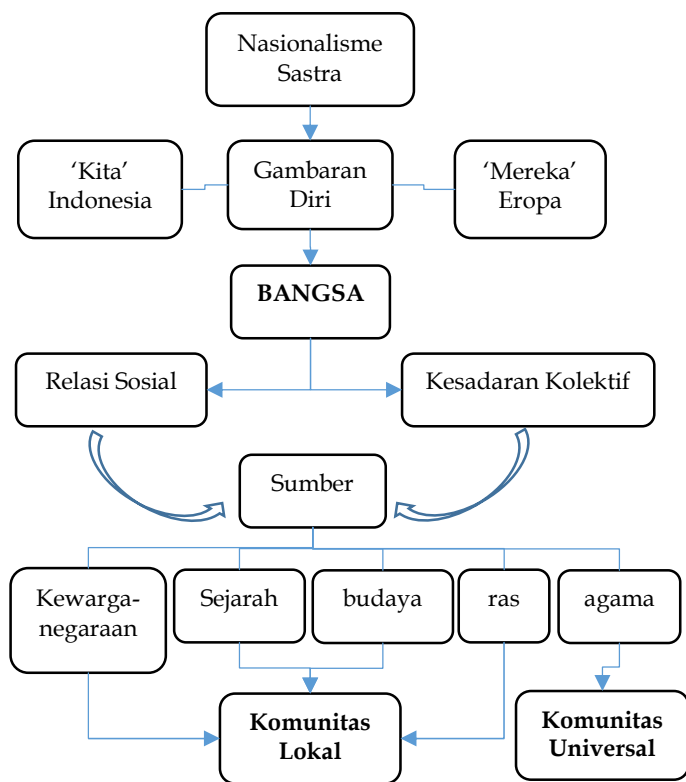 Nasionalisme
Sastra
‘Kita’
Indonesia
Gambaran
Diri
‘Mereka’
Eropa
BANGSA
Relasi Sosial
Kesadaran Kolektif
Sumber
Kewarga-
negaraan
Sejarah
budaya
ras
agama
Komunitas
Lokal
Komunitas
Universal